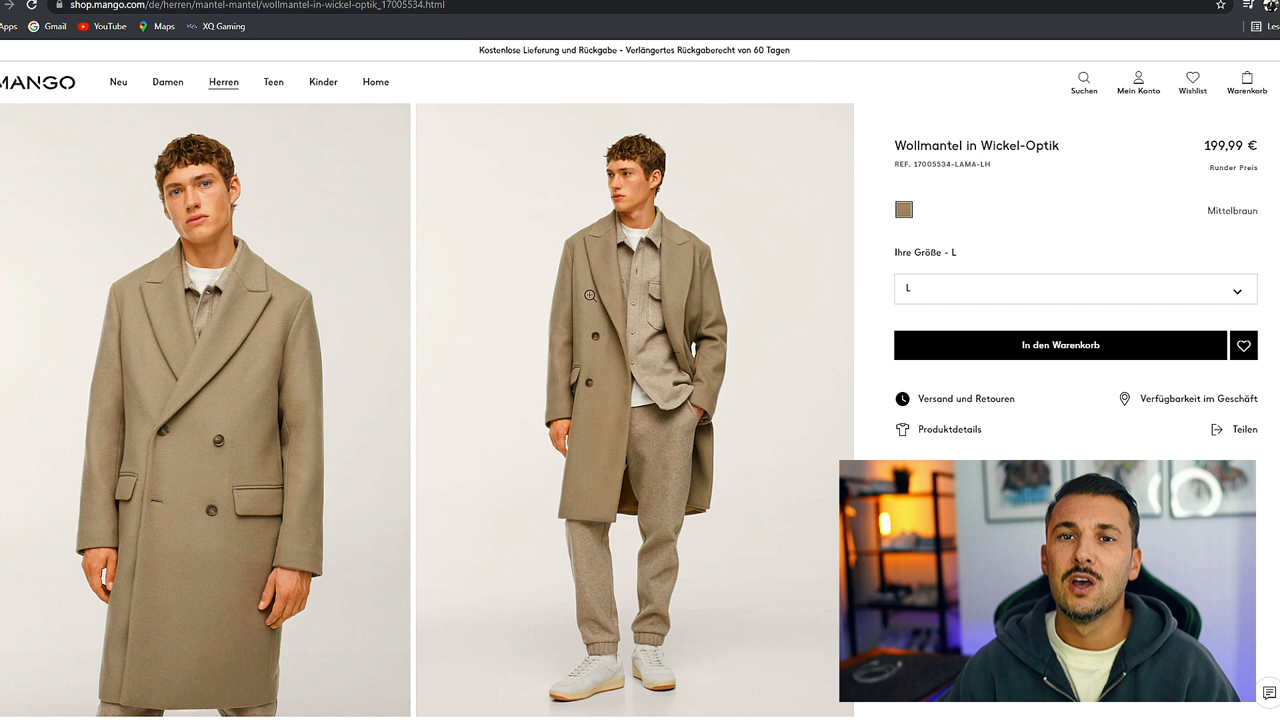 shop.mango.com/de/herren/mantel-mantel/wollmantel-in-wickel-optik_17005534.html
Apps Gmail YouTube Maps XQ Gaming Les
Kostenlose Lieferung und Rückgabe - Verlängertes Rückgaberecht von 60 Tagen
MANGO Neu Damen Herren Teen Kinder Home
Suchen Mein Konto Wishlist Warenkorb
Wollmantel in Wickel-Optik 199,99 €
REF. 17005534-LAMA-LH Runder Preis
Mittelbraun
Ihre Größe - L
L
In den Warenkorb
Versand und Retouren Verfügbarkeit im Geschäft
Produktdetails Teilen